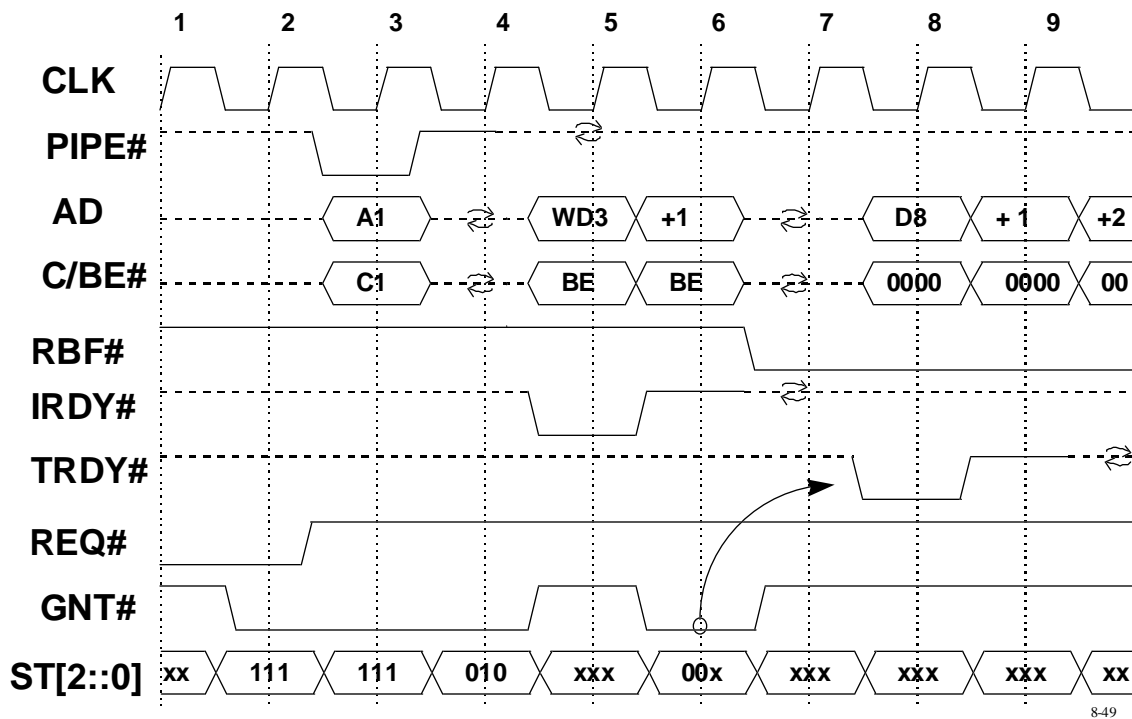 1 2 3 4 5 6 7 8 9
CLK
PIPE#
AD A1 WD3 +1 D8 + 1 +2
C/BE# C1 BE BE 0000 0000 00
RBF#
IRDY#
TRDY#
REQ#
GNT#
ST[2::0] xx 111 111 010 xxx 00x xxx xxx xxx xx
8-49